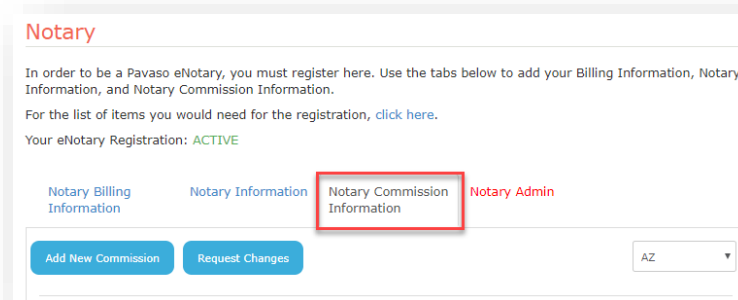 Notary
In order to be a Pavaso eNotary, you must register here. Use the tabs below to add your Billing Information, Notary
Information, and Notary Commission Information.
For the list of items you would need for the registration, click here.
Your eNotary Registration: ACTIVE
Notary Billing Information
Notary Information
Notary Commission Information
Notary Admin
Add New Commission
Request Changes
AZ